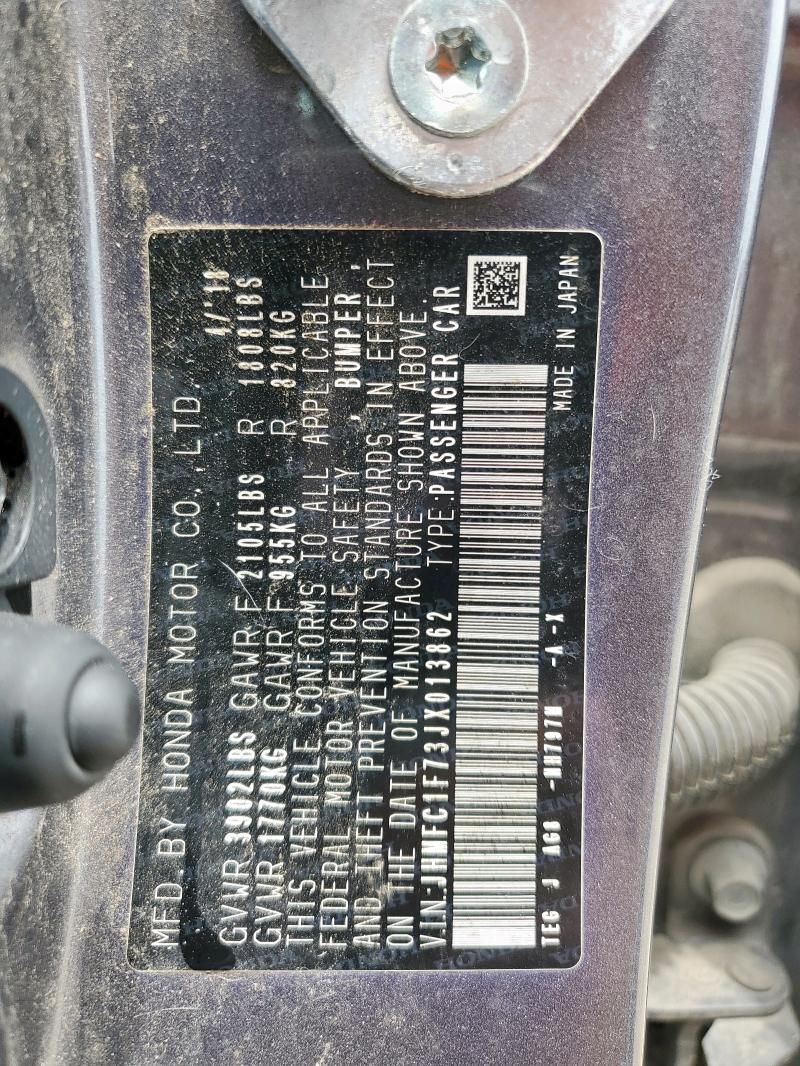 MFD. BY HONDA MOTOR CO., LTD. 4/'18
GVWR 3902LBS GAWR F 2105LBS R 1808LBS
GVWR 1770KG GAWR F 955KG R 820KG
THIS VEHICLE CONFORMS TO ALL APPLICABLE
FEDERAL MOTOR VEHICLE SAFETY , BUMPER,
AND THEFT PREVENTION STANDARDS IN EFFECT
ON THE DATE OF MANUFACTURE SHOWN ABOVE.
V.I.N:JHMFC1F73JX013862 TYPE:PASSENGER CAR
TEG J AGB -NH797M -A -X MADE IN JAPAN